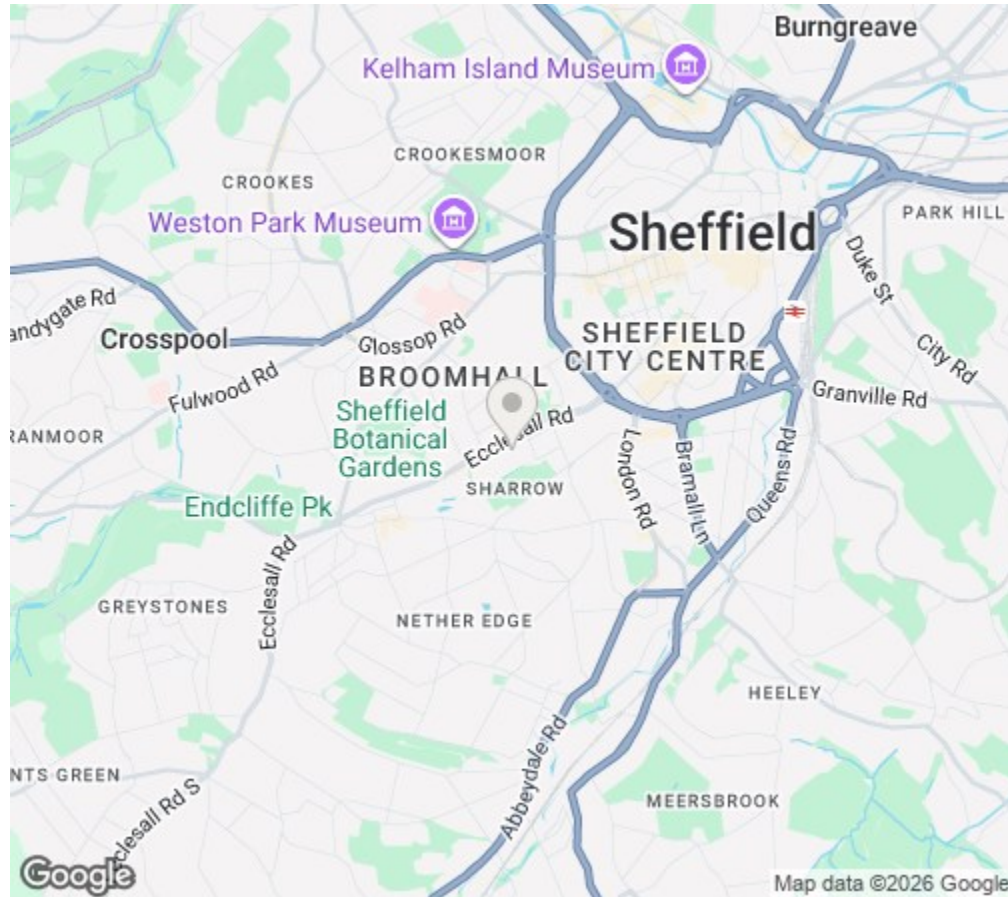 Burngreave
Kelham Island Museum
CROOKESMOOR
CROOKES
Weston Park Museum
Sheffield
PARK HILL
Duke St
andygate Rd
Crosspool
Glossop Rd
SHEFFIELD
CITY CENTRE
City Rd
BROOMHALL
Fulwood Rd
Granville Rd
Sheffield
Botanical
Gardens
RANMOOR
Ecclesall Rd
London Rd
Bramall Ln
Queens Rd
SHARROW
Endcliffe Pk
Ecclesall Rd
GREYSTONES
NETHER EDGE
HEELEY
Abbeydale Rd
NTS GREEN
clesall Rd S
MEERSBROOK
Google
Map data ©2026 Google